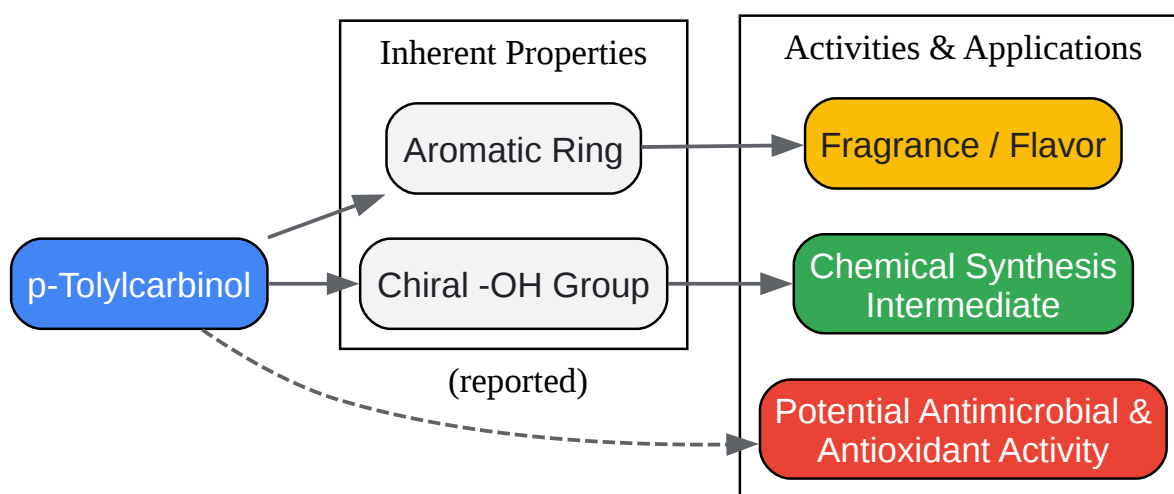 Inherent Properties
Activities & Applications
Aromatic Ring
Fragrance / Flavor
p-Tolylcarbinol
Chiral -OH Group
Chemical Synthesis
Intermediate
(reported)
Potential Antimicrobial &
Antioxidant Activity